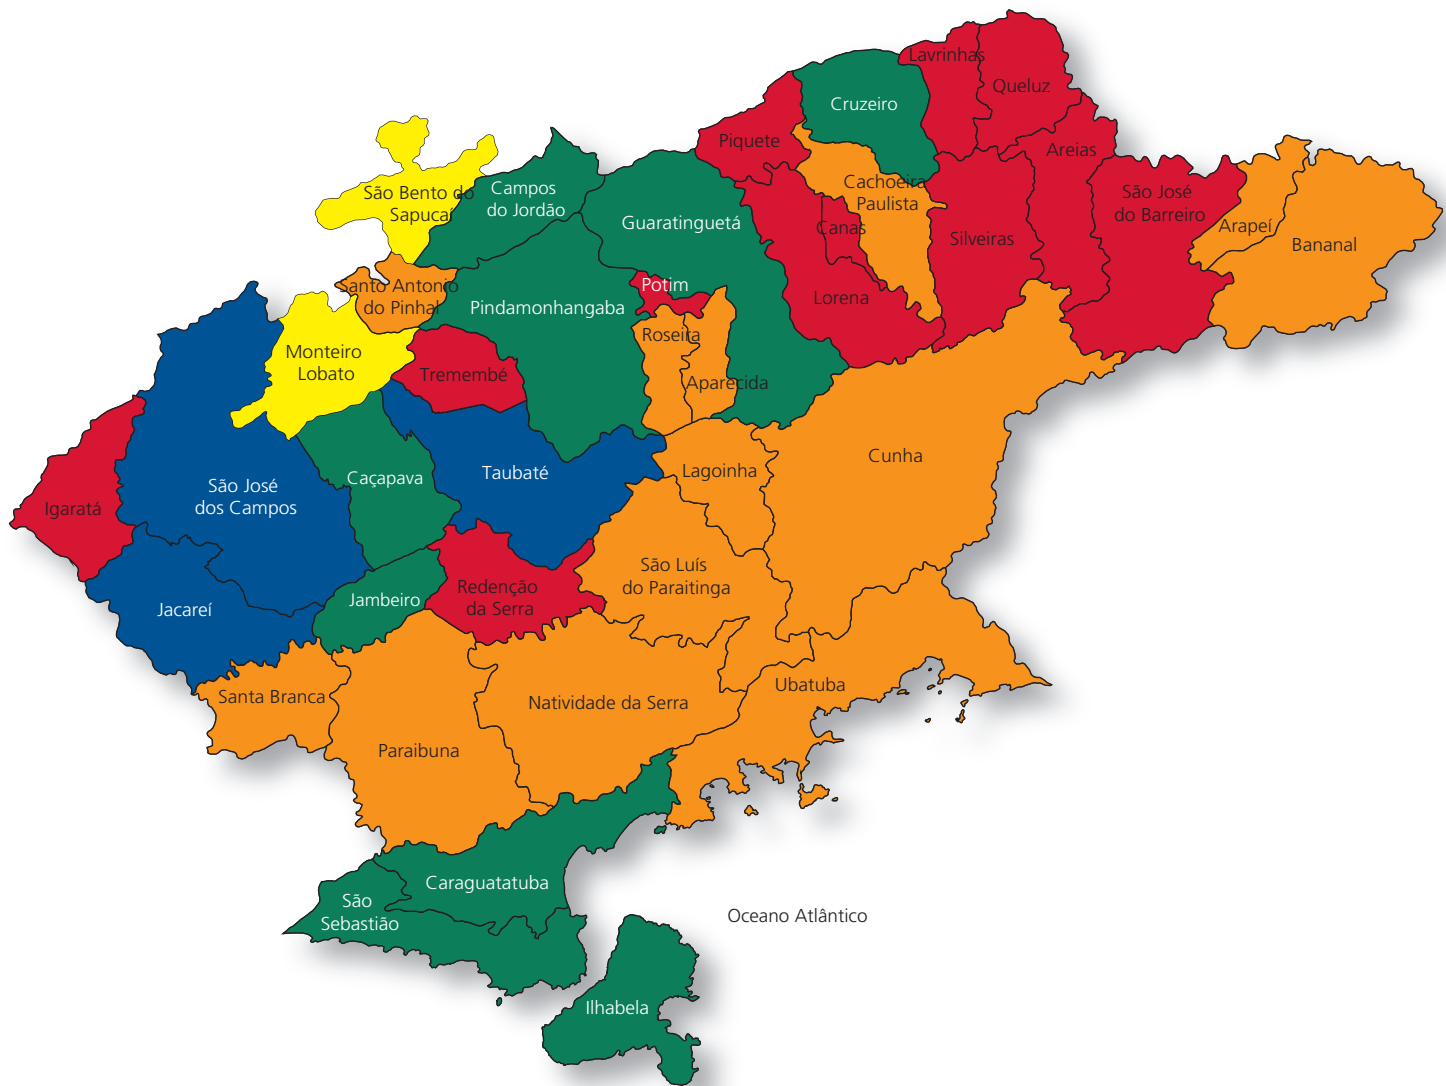 Lavrinhas
Queluz
Cruzeiro
Piquete
Areias
Cachoeira
Paulista
São José
do Barreiro
São Bento do
Sapucaí
Campos
do Jordão
Guaratinguetá
Canas
Silveiras
Arapeí
Bananal
Santo Antonio
do Pinhal
Potim
Lorena
Pindamonhangaba
Roseira
Monteiro
Lobato
Tremembé
Aparecida
Cunha
Lagoinha
Taubaté
Caçapava
São José
dos Campos
Igaratá
São Luís
do Paraitinga
Redenção
da Serra
Jambeiro
Jacareí
Ubatuba
Santa Branca
Natividade da Serra
Paraibuna
Caraguatatuba
São
Sebastião
Oceano Atlântico
Ilhabela